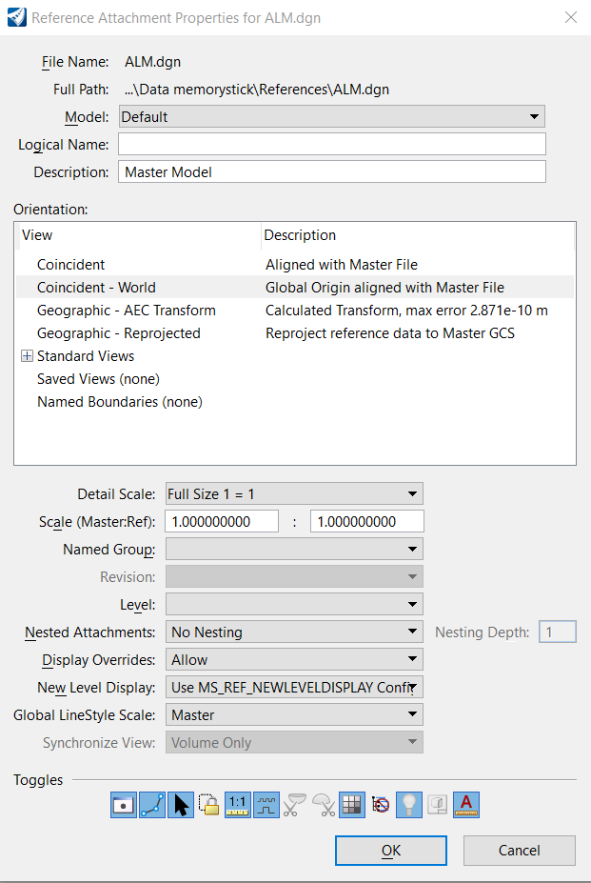 Reference Attachment Properties for ALM.dgn
File Name: ALM.dgn
Full Path: ...\Data memorystick\References\ALM.dgn
Model: Default
Logical Name:
Description: Master Model
Orientation:
View Description
Coincident Aligned with Master File
Coincident - World Global Origin aligned with Master File
Geographic - AEC Transform Calculated Transform, max error 2.871e-10 m
Geographic - Reprojected Reproject reference data to Master GCS
Standard Views
Saved Views (none)
Named Boundaries (none)
Detail Scale: Full Size 1 = 1
Scale (Master:Ref): 1.000000000 : 1.000000000
Named Group:
Revision:
Level:
Nested Attachments: No Nesting Nesting Depth: 1
Display Overrides: Allow
New Level Display: Use MS_REF_NEWLEVELDISPLAY Confi
Global LineStyle Scale: Master
Synchronize View: Volume Only
Toggles
1:1 A
OK Cancel